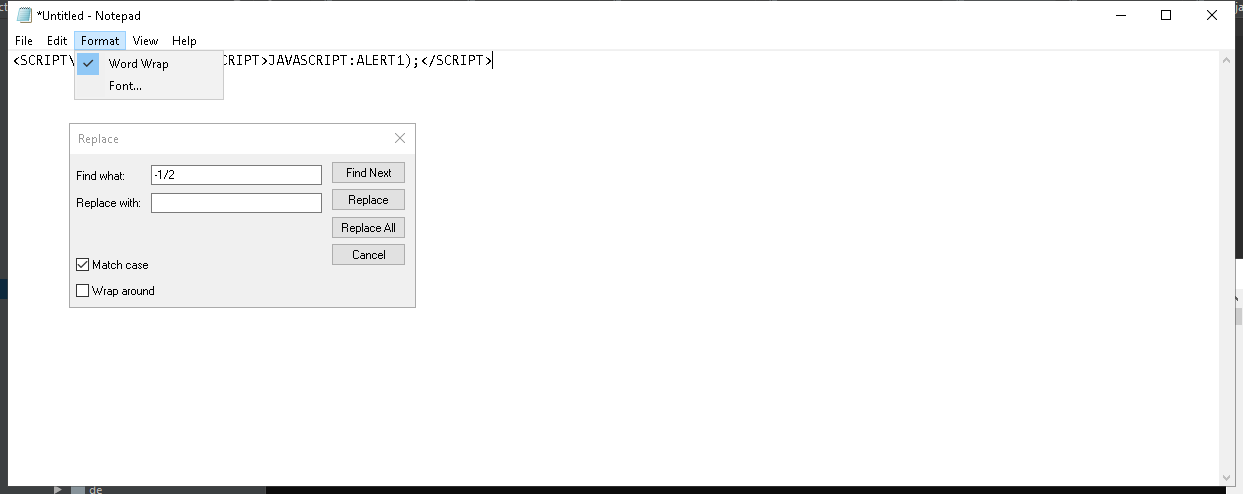 *Untitled - Notepad
File Edit Format View Help
<SCRIPT\ CRIPT>JAVASCRIPT:ALERT1);</SCRIPT>
Word Wrap
Font...
Replace
Find what: -1/2 Find Next
Replace with: Replace
Replace All
Cancel
Match case
Wrap around
de